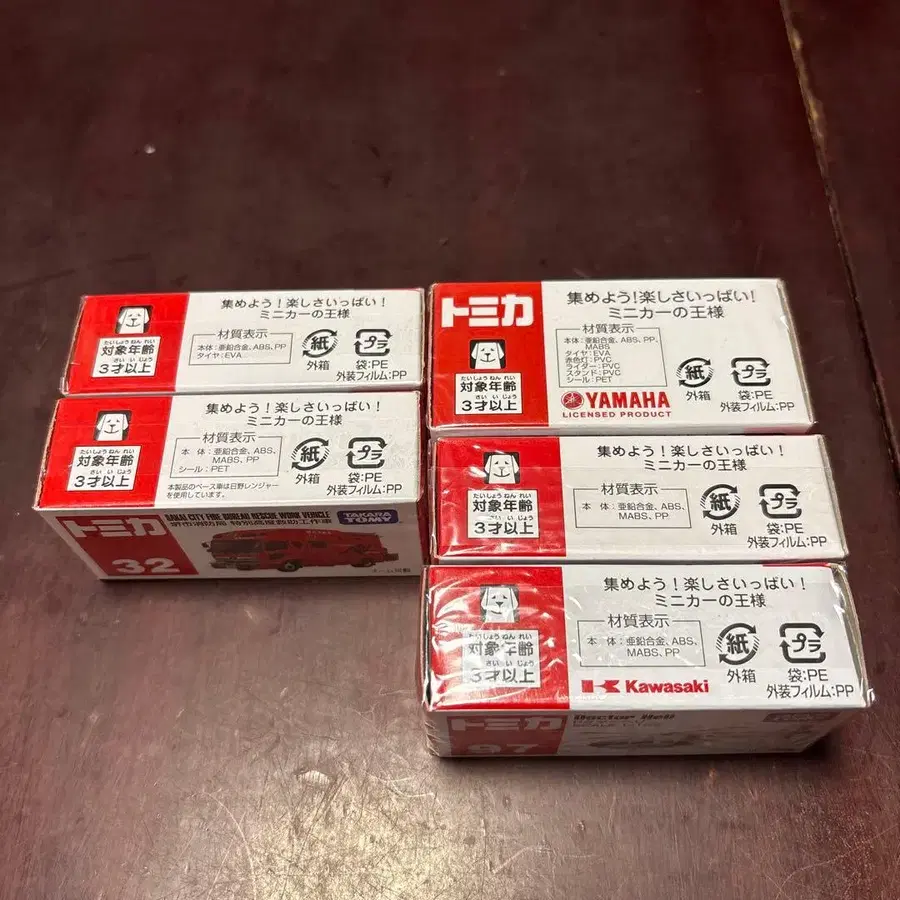 集めよう！楽しさいっぱい！
ミニカーの王様
材質表示
本体：亜鉛合金、ABS、PP
タイヤ：EVA
たいしょうねんれい
対象年齢
さいいじょう
3才以上
紙
外箱
プラ
袋：PE
外装フィルム：PP
集めよう！楽しさいっぱい！
ミニカーの王様
材質表示
本体：亜鉛合金、ABS、
MABS、PP
シール：PET
本製品のベース車は日野レンジャー
を使用しています。
たいしょうねんれい
対象年齢
さいいじょう
3才以上
紙
外箱
プラ
袋：PE
外装フィルム：PP
トミカ
SAKAI CITY FIRE BUREAU RESCUE WORK VEHICLE
堺市消防局 特別高度救助工作車
TAKARA
TOMY
32
トミカ
集めよう！楽しさいっぱい！
ミニカーの王様
材質表示
本体：亜鉛合金、ABS、PP、
MABS
タイヤ：EVA
赤色灯：PVC
ライダー：PVC
スタンド：PVC
シール：PET
YAMAHA
LICENSED PRODUCT
たいしょうねんれい
対象年齢
さいいじょう
3才以上
紙
外箱
プラ
袋：PE
外装フィルム：PP
集めよう！楽しさいっぱい！
ミニカーの王様
材質表示
本体：亜鉛合金、ABS、
MABS、PP
たいしょうねんれい
対象年齢
さいいじょう
3才以上
紙
外箱
プラ
袋：PE
外装フィルム：PP
集めよう！楽しさいっぱい！
ミニカーの王様
材質表示
本体：亜鉛合金、ABS、
MABS、PP
Kawasaki
たいしょうねんれい
対象年齢
さいいじょう
3才以上
紙
外箱
プラ
袋：PE
外装フィルム：PP
トミカ
Doctor Heli
97